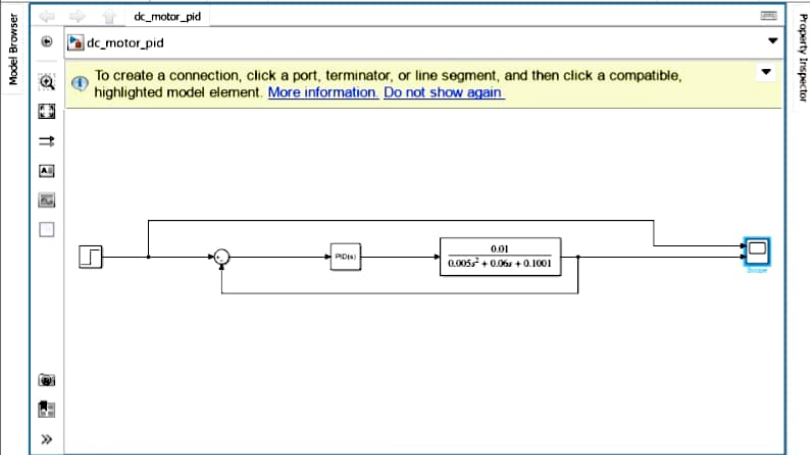 dc_motor_pid
dc_motor_pid
To create a connection, click a port, terminator, or line segment, and then click a compatible,
highlighted model element. More information. Do not show again
Model Browser
Property Inspector
PID(s)
0.01
0.005s² + 0.06s + 0.1001
Scope